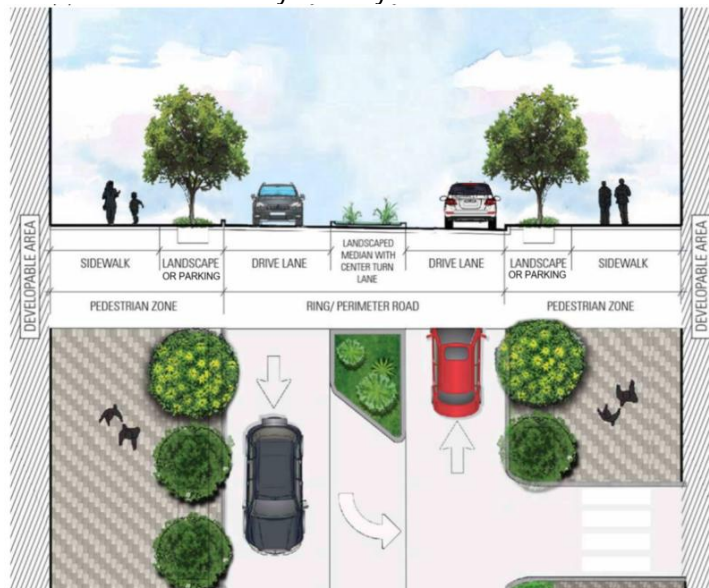 DEVELOPABLE AREA
SIDEWALK
LANDSCAPE
OR PARKING
DRIVE LANE
LANDSCAPED
MEDIAN WITH
CENTER TURN
LANE
DRIVE LANE
LANDSCAPE
OR PARKING
SIDEWALK
PEDESTRIAN ZONE
RING/ PERIMETER ROAD
PEDESTRIAN ZONE
DEVELOPABLE AREA